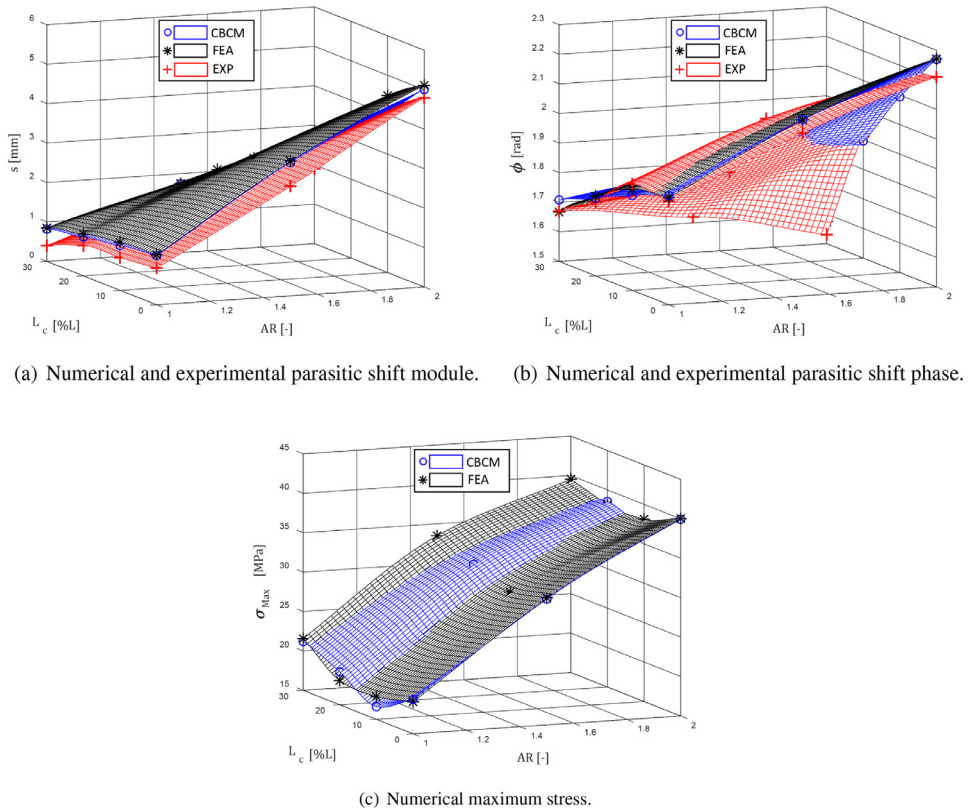 6
5
4
3
2
1
0
s [mm]
CBCM
FEA
EXP
30
20
10
0
L c [%L]
1
1.2
1.4
1.6
1.8
2
AR [-]
2.3
2.2
2.1
2
1.9
1.8
1.7
1.6
1.5
ϕ [rad]
CBCM
FEA
EXP
30
20
10
0
L c [%L]
1
1.2
1.4
1.6
1.8
2
AR [-]
(a) Numerical and experimental parasitic shift module.
(b) Numerical and experimental parasitic shift phase.
45
40
35
30
25
20
15
σMax [MPa]
CBCM
FEA
30
20
10
0
L c [%L]
1
1.2
1.4
1.6
1.8
2
AR [-]
(c) Numerical maximum stress.